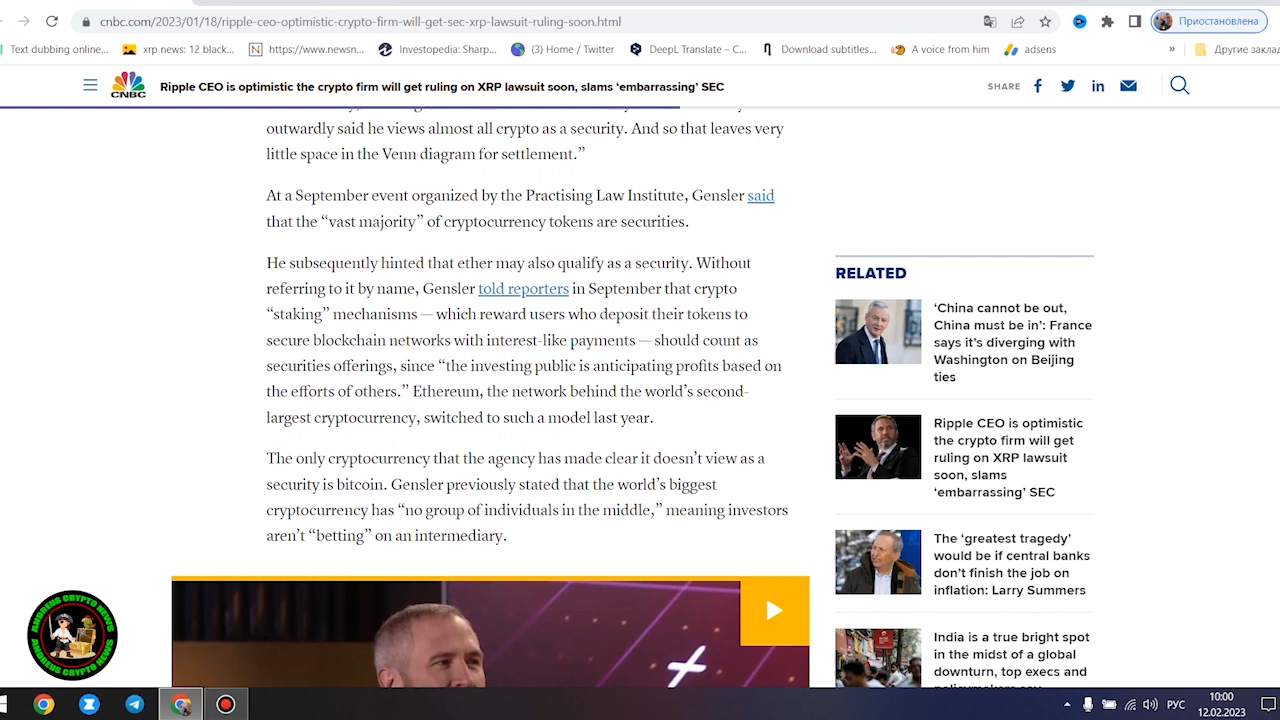 cnbc.com/2023/01/18/ripple-ceo-optimistic-crypto-firm-will-get-sec-xrp-lawsuit-ruling-soon.html
Приостановлена
Text dubbing online...
xrp news: 12 black...
https://www.newsn...
Investopedia: Sharp...
(3) Home / Twitter
DeepL Translate – C...
Download subtitles...
A voice from him
adsens
»
Другие закла
CNBC
Ripple CEO is optimistic the crypto firm will get ruling on XRP lawsuit soon, slams ‘embarrassing’ SEC
SHARE
outwardly said he views almost all crypto as a security. And so that leaves very
little space in the Venn diagram for settlement.”
At a September event organized by the Practising Law Institute, Gensler said
that the “vast majority” of cryptocurrency tokens are securities.
He subsequently hinted that ether may also qualify as a security. Without
referring to it by name, Gensler told reporters in September that crypto
“staking” mechanisms — which reward users who deposit their tokens to
secure blockchain networks with interest-like payments — should count as
securities offerings, since “the investing public is anticipating profits based on
the efforts of others.” Ethereum, the network behind the world’s second-
largest cryptocurrency, switched to such a model last year.
The only cryptocurrency that the agency has made clear it doesn’t view as a
security is bitcoin. Gensler previously stated that the world’s biggest
cryptocurrency has “no group of individuals in the middle,” meaning investors
aren’t “betting” on an intermediary.
RELATED
‘China cannot be out,
China must be in’: France
says it’s diverging with
Washington on Beijing
ties
Ripple CEO is optimistic
the crypto firm will get
ruling on XRP lawsuit
soon, slams
‘embarrassing’ SEC
The ‘greatest tragedy’
would be if central banks
don’t finish the job on
inflation: Larry Summers
India is a true bright spot
in the midst of a global
downturn, top execs and
ANDREUS CRYPTO NEWS
ANDREUS CRYPTO NEWS
РУС
10:00
12.02.2023